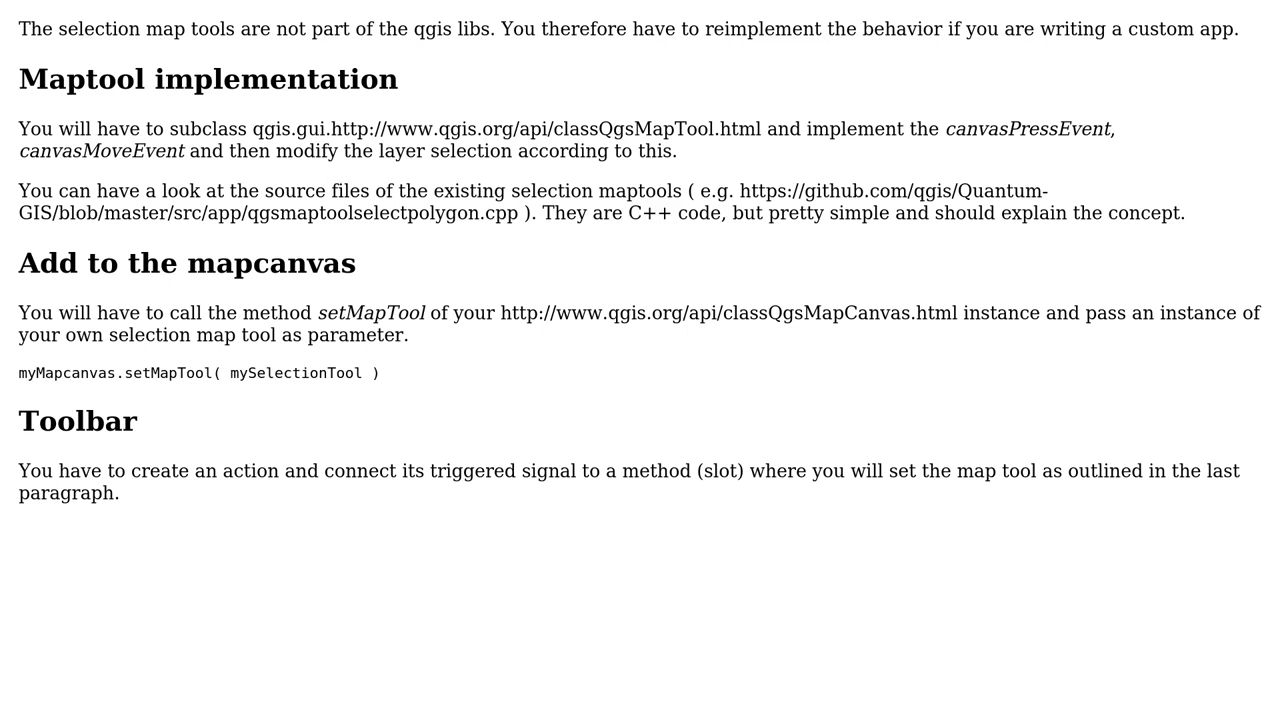 The selection map tools are not part of the qgis libs. You therefore have to reimplement the behavior if you are writing a custom app.
Maptool implementation
You will have to subclass qgis.gui.http://www.qgis.org/api/classQgsMapTool.html and implement the canvasPressEvent,
canvasMoveEvent and then modify the layer selection according to this.
You can have a look at the source files of the existing selection maptools ( e.g. https://github.com/qgis/Quantum-
GIS/blob/master/src/app/qgsmaptoolselectpolygon.cpp ). They are C++ code, but pretty simple and should explain the concept.
Add to the mapcanvas
You will have to call the method setMapTool of your http://www.qgis.org/api/classQgsMapCanvas.html instance and pass an instance of
your own selection map tool as parameter.
myMapcanvas.setMapTool( mySelectionTool )
Toolbar
You have to create an action and connect its triggered signal to a method (slot) where you will set the map tool as outlined in the last
paragraph.